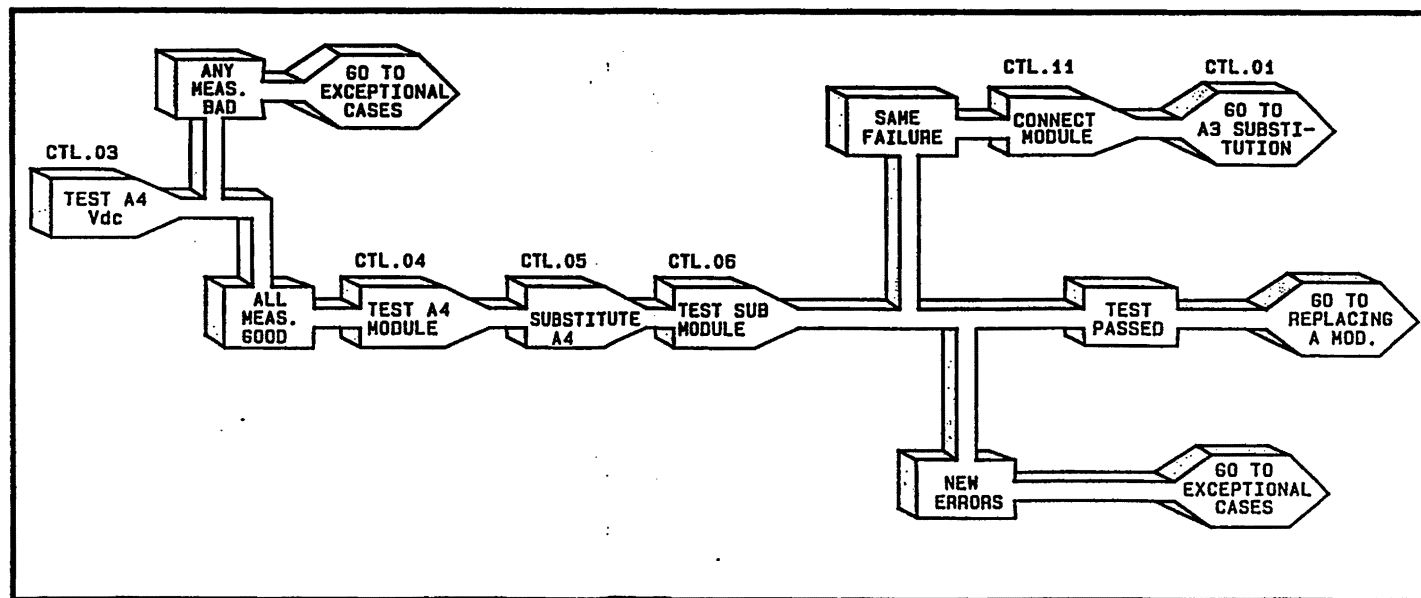 ANY
MEAS.
BAD
GO TO
EXCEPTIONAL
CASES
CTL.03
TEST A4
Vdc
ALL
MEAS.
GOOD
CTL.04
TEST A4
MODULE
CTL.05
SUBSTITUTE
A4
CTL.06
TEST SUB
MODULE
SAME
FAILURE
CTL.11
CONNECT
MODULE
CTL.01
GO TO
A3 SUBSTI-
TUTION
TEST
PASSED
GO TO
REPLACING
A MOD.
NEW
ERRORS
GO TO
EXCEPTIONAL
CASES